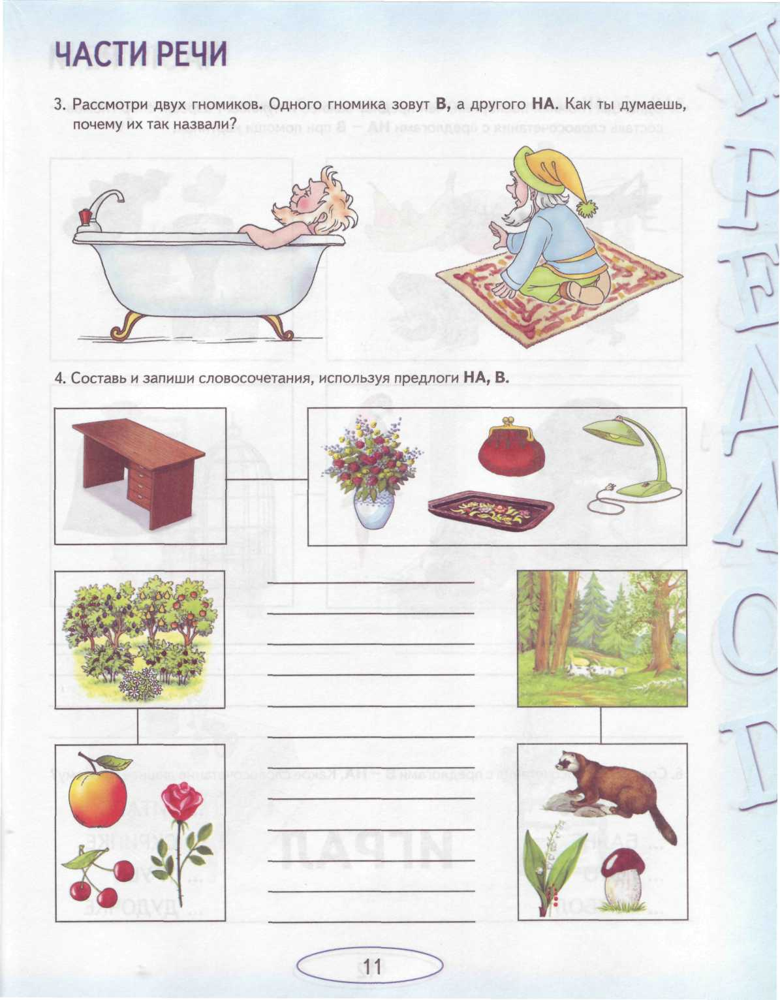 ЧАСТИ РЕЧИ
3. Рассмотри двух гномиков. Одного гномика зовут В, а другого НА. Как ты думаешь,
почему их так назвали?
4. Составь и запиши словосочетания, используя предлоги НА, В.
ПРЕДЛОГ
11